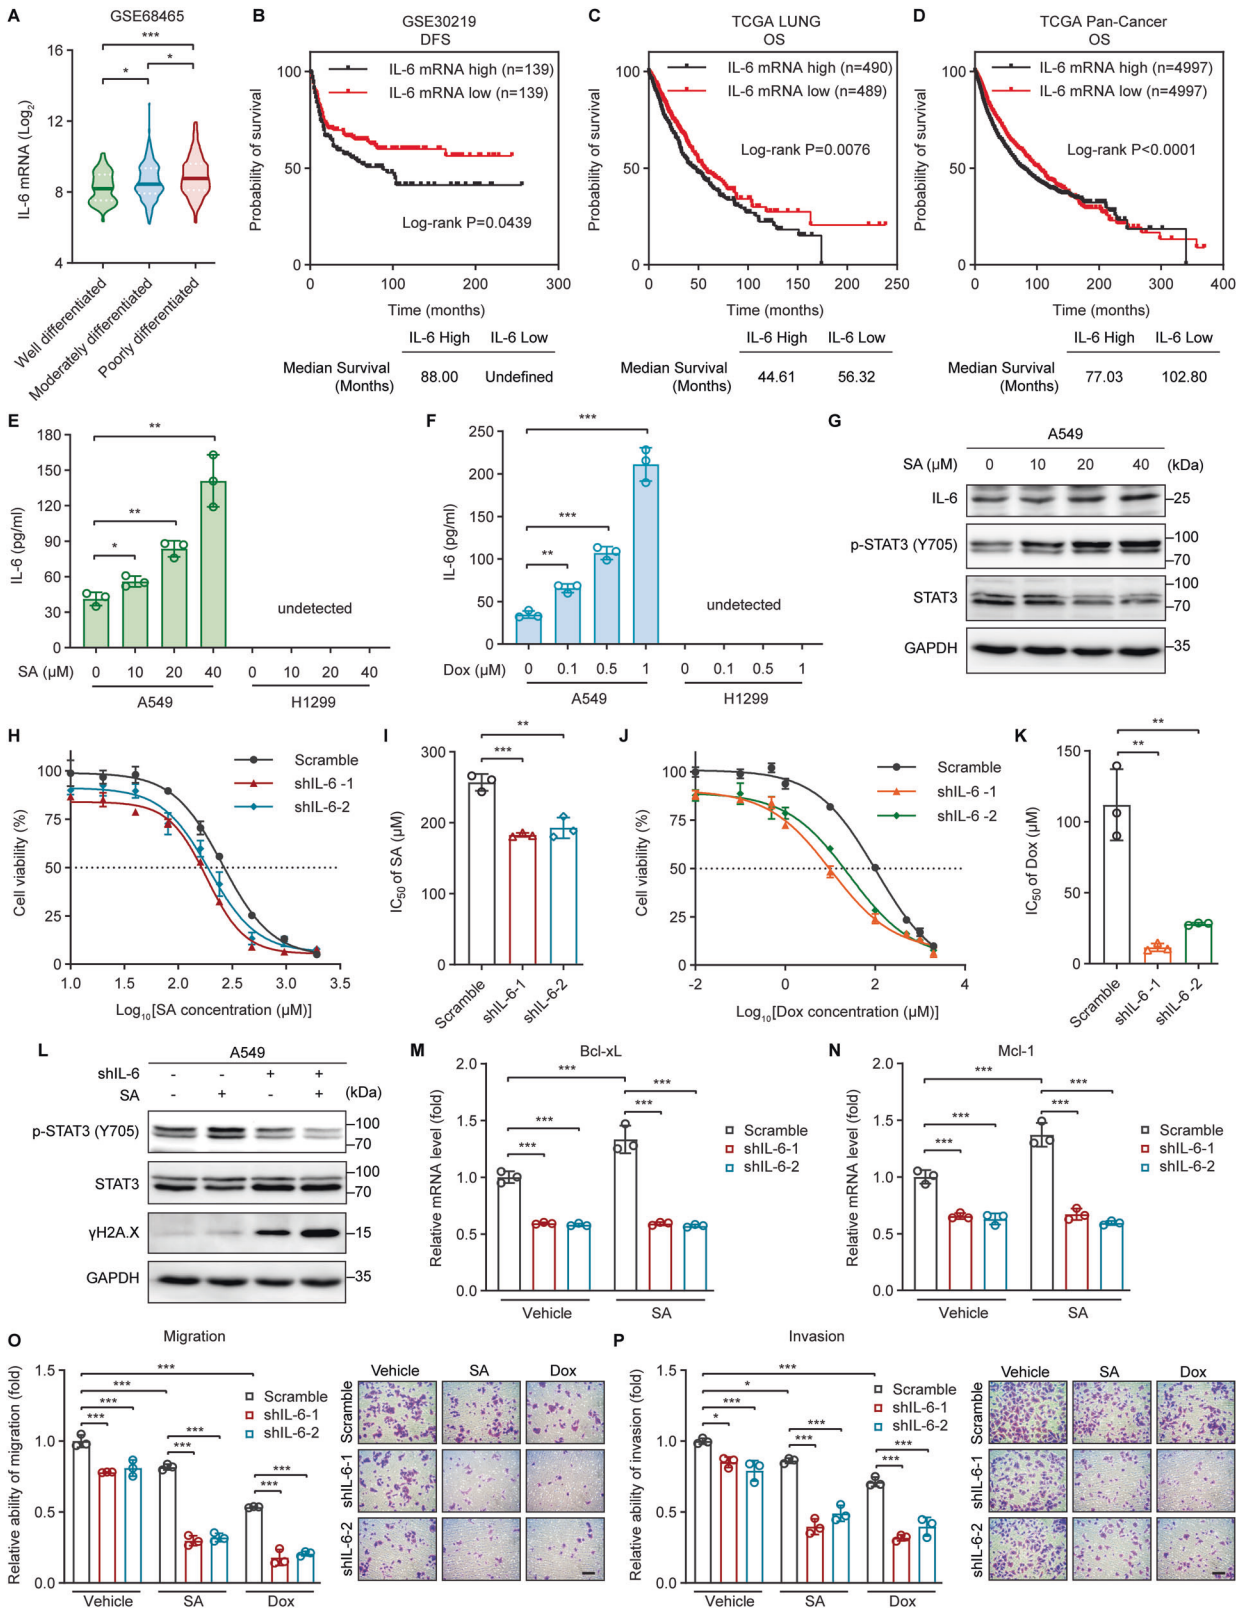 A
GSE68465
IL-6 mRNA (Log2)
16
12
8
4
***
*
*
Well differentiated
Moderately differentiated
Poorly differentiated
B
GSE30219
DFS
Probability of survival
100
50
0
IL-6 mRNA high (n=139)
IL-6 mRNA low (n=139)
Log-rank P=0.0439
0 100 200 300
Time (months)
IL-6 High IL-6 Low
Median Survival (Months) 88.00 Undefined
C
TCGA LUNG
OS
Probability of survival
100
50
0
IL-6 mRNA high (n=490)
IL-6 mRNA low (n=489)
Log-rank P=0.0076
0 50 100 150 200 250
Time (months)
IL-6 High IL-6 Low
Median Survival (Months) 44.61 56.32
D
TCGA Pan-Cancer
OS
Probability of survival
100
50
0
IL-6 mRNA high (n=4997)
IL-6 mRNA low (n=4997)
Log-rank P<0.0001
0 100 200 300 400
Time (months)
IL-6 High IL-6 Low
Median Survival (Months) 77.03 102.80
E
IL-6 (pg/ml)
180
150
120
90
60
30
0
**
**
*
undetected
SA (μM) 0 10 20 40 0 10 20 40
A549 H1299
F
IL-6 (pg/ml)
250
200
150
100
50
0
***
***
**
undetected
Dox (μM) 0 0.1 0.5 1 0 0.1 0.5 1
A549 H1299
G
A549
SA (μM) 0 10 20 40 (kDa)
IL-6 25
p-STAT3 (Y705) 100
70
STAT3 100
70
GAPDH 35
H
Cell viability (%)
100
75
50
25
0
Scramble
shIL-6 -1
shIL-6-2
1.0 1.5 2.0 2.5 3.0 3.5
Log10[SA concentration (μM)]
I
IC50 of SA (μM)
300
200
100
0
**
***
Scramble
shIL-6-1
shIL-6-2
J
Cell viability (%)
100
75
50
25
0
Scramble
shIL-6 -1
shIL-6 -2
-2 0 2 4
Log10[Dox concentration (μM)]
K
IC50 of Dox (μM)
150
100
50
0
**
**
Scramble
shIL-6 -1
shIL-6 -2
L
A549
shIL-6 - - + +
SA - + - + (kDa)
p-STAT3 (Y705) 100
70
STAT3 100
70
γH2A.X 15
GAPDH 35
M
Bcl-xL
Relative mRNA level (fold)
2.0
1.5
1.0
0.5
0.0
***
***
***
***
***
Scramble
shIL-6-1
shIL-6-2
Vehicle SA
N
Mcl-1
Relative mRNA level (fold)
2.0
1.5
1.0
0.5
0.0
***
***
***
***
***
Scramble
shIL-6-1
shIL-6-2
Vehicle SA
O
Migration
Relative ability of migration (fold)
1.5
1.0
0.5
0.0
***
***
***
***
***
***
***
***
Scramble
shIL-6-1
shIL-6-2
Vehicle SA Dox
Vehicle SA Dox
Scramble
shIL-6-1
shIL-6-2
P
Invasion
Relative ability of invasion (fold)
1.5
1.0
0.5
0.0
***
*
***
*
***
***
***
***
Scramble
shIL-6-1
shIL-6-2
Vehicle SA Dox
Vehicle SA Dox
Scramble
shIL-6-1
shIL-6-2